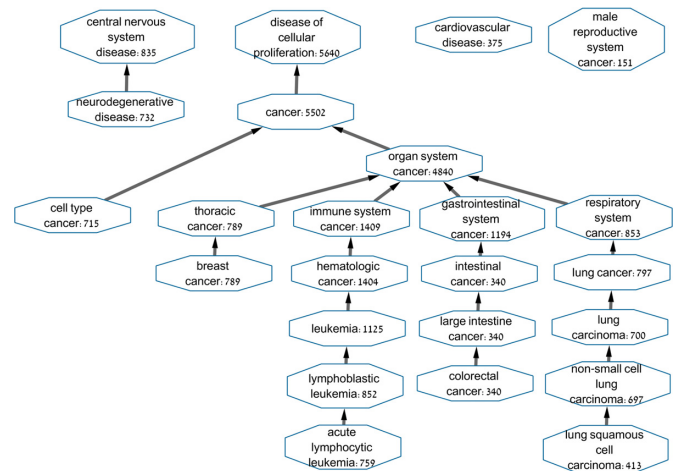 central nervous
system
disease: 835
disease of
cellular
proliferation: 5640
cardiovascular
disease: 375
male
reproductive
system
cancer: 151
neurodegenerative
disease: 732
cancer: 5502
organ system
cancer: 4840
cell type
cancer: 715
thoracic
cancer: 789
immune system
cancer: 1409
gastrointestinal
system
cancer: 1194
respiratory
system
cancer: 853
breast
cancer: 789
hematologic
cancer: 1404
intestinal
cancer: 340
lung cancer: 797
leukemia: 1125
large intestine
cancer: 340
lung
carcinoma: 700
lymphoblastic
leukemia: 852
colorectal
cancer: 340
non-small cell
lung
carcinoma: 697
acute
lymphocytic
leukemia: 759
lung squamous
cell
carcinoma: 413